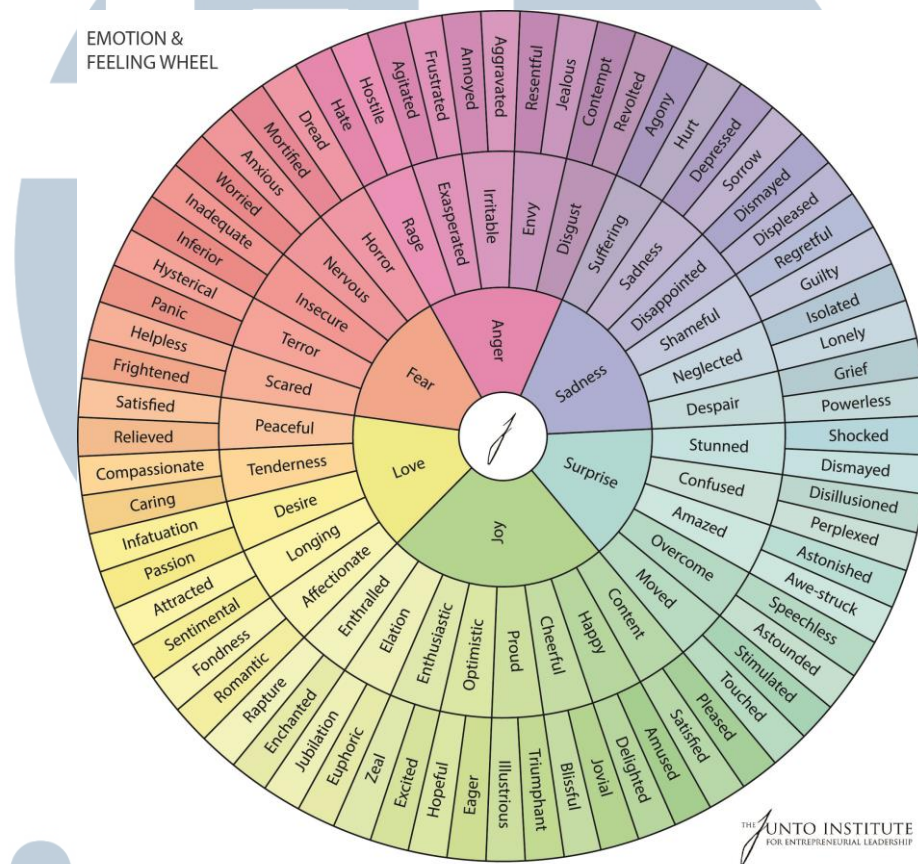 EMOTION &
FEELING WHEEL
Anger
Sadness
Surprise
Joy
Love
Fear
Rage
Exasperated
Irritable
Envy
Disgust
Suffering
Sadness
Disappointed
Shameful
Neglected
Despair
Stunned
Confused
Amazed
Overcome
Moved
Content
Happy
Cheerful
Proud
Optimistic
Enthusiastic
Elation
Enthralled
Affectionate
Longing
Desire
Tenderness
Peaceful
Scared
Terror
Insecure
Nervous
Horror
Hate
Hostile
Agitated
Frustrated
Annoyed
Aggravated
Resentful
Jealous
Contempt
Revolted
Agony
Hurt
Depressed
Sorrow
Dismayed
Displeased
Regretful
Guilty
Isolated
Lonely
Grief
Powerless
Shocked
Dismayed
Disillusioned
Perplexed
Astonished
Awe-struck
Speechless
Astounded
Stimulated
Touched
Pleased
Satisfied
Amused
Delighted
Jovial
Blissful
Triumphant
Illustrious
Eager
Hopeful
Excited
Zeal
Euphoric
Jubilation
Enchanted
Rapture
Romantic
Fondness
Sentimental
Attracted
Passion
Infatuation
Caring
Compassionate
Relieved
Satisfied
Frightened
Helpless
Panic
Hysterical
Inferior
Inadequate
Worried
Anxious
Mortified
Dread
THE JUNTO INSTITUTE
FOR ENTREPRENEURIAL LEADERSHIP